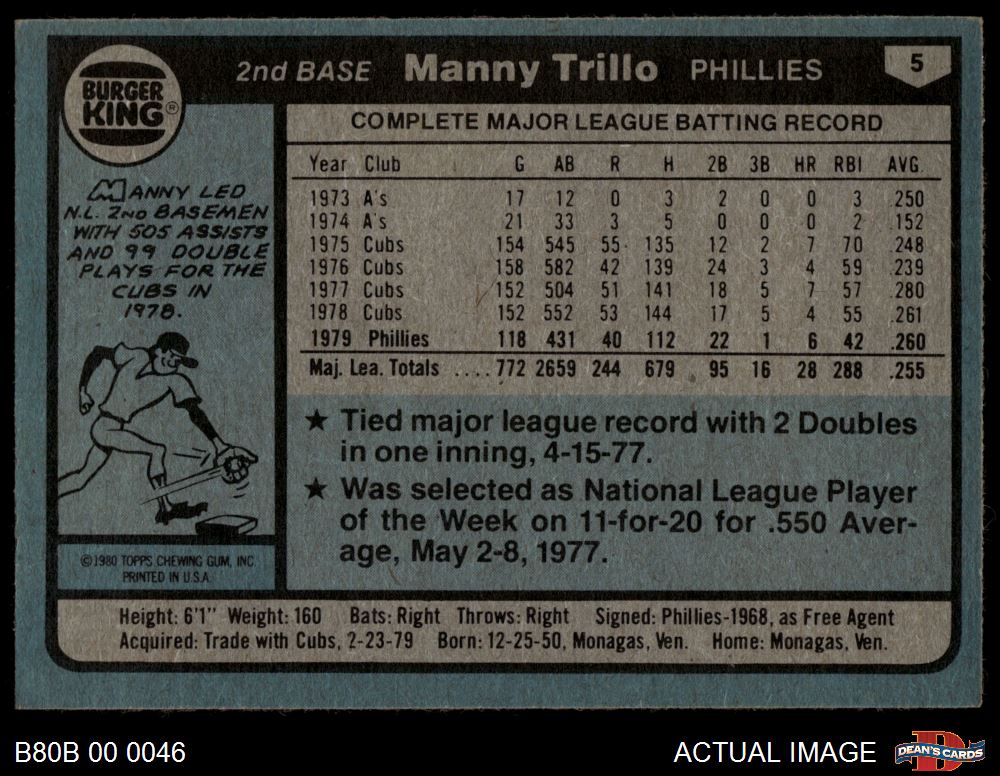 BURGER
KING®
2nd BASE Manny Trillo PHILLIES 5
MANNY LED
N.L. 2ND BASEMEN
WITH 505 ASSISTS
AND 99 DOUBLE
PLAYS FOR THE
CUBS IN
1978.
©1980 TOPPS CHEWING GUM, INC.
PRINTED IN U.S.A.
COMPLETE MAJOR LEAGUE BATTING RECORD
Year Club G AB R H 2B 3B HR RBI AVG.
1973 A's 17 12 0 3 2 0 0 3 .250
1974 A's 21 33 3 5 0 0 0 2 .152
1975 Cubs 154 545 55 135 12 2 7 70 .248
1976 Cubs 158 582 42 139 24 3 4 59 .239
1977 Cubs 152 504 51 141 18 5 7 57 .280
1978 Cubs 152 552 53 144 17 5 4 55 .261
1979 Phillies 118 431 40 112 22 1 6 42 .260
Maj. Lea. Totals .... 772 2659 244 679 95 16 28 288 .255
★ Tied major league record with 2 Doubles
in one inning, 4-15-77.
★ Was selected as National League Player
of the Week on 11-for-20 for .550 Aver-
age, May 2-8, 1977.
Height: 6'1" Weight: 160 Bats: Right Throws: Right Signed: Phillies-1968, as Free Agent
Acquired: Trade with Cubs, 2-23-79 Born: 12-25-50, Monagas, Ven. Home: Monagas, Ven.
B80B 00 0046 ACTUAL IMAGE DEAN'S CARDS